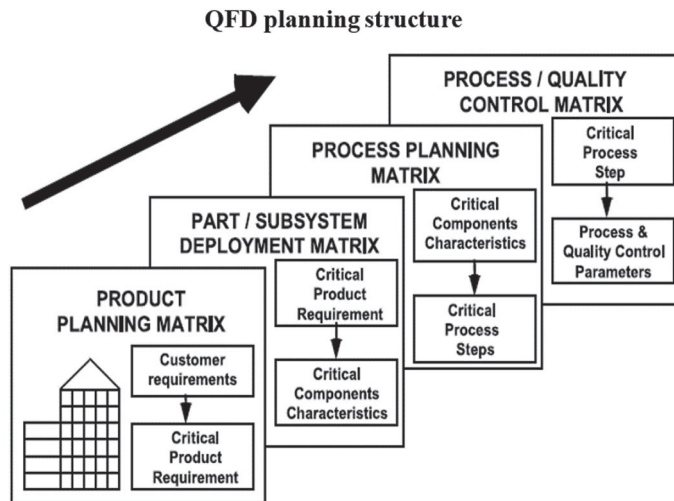 QFD planning structure
PROCESS / QUALITY
CONTROL MATRIX
Critical
Process
Step
Process &
Quality Control
Parameters
PROCESS PLANNING
MATRIX
Critical
Components
Characteristics
Critical
Process
Steps
PART / SUBSYSTEM
DEPLOYMENT MATRIX
Critical
Product
Requirement
Critical
Components
Characteristics
PRODUCT
PLANNING MATRIX
Customer
requirements
Critical
Product
Requirement